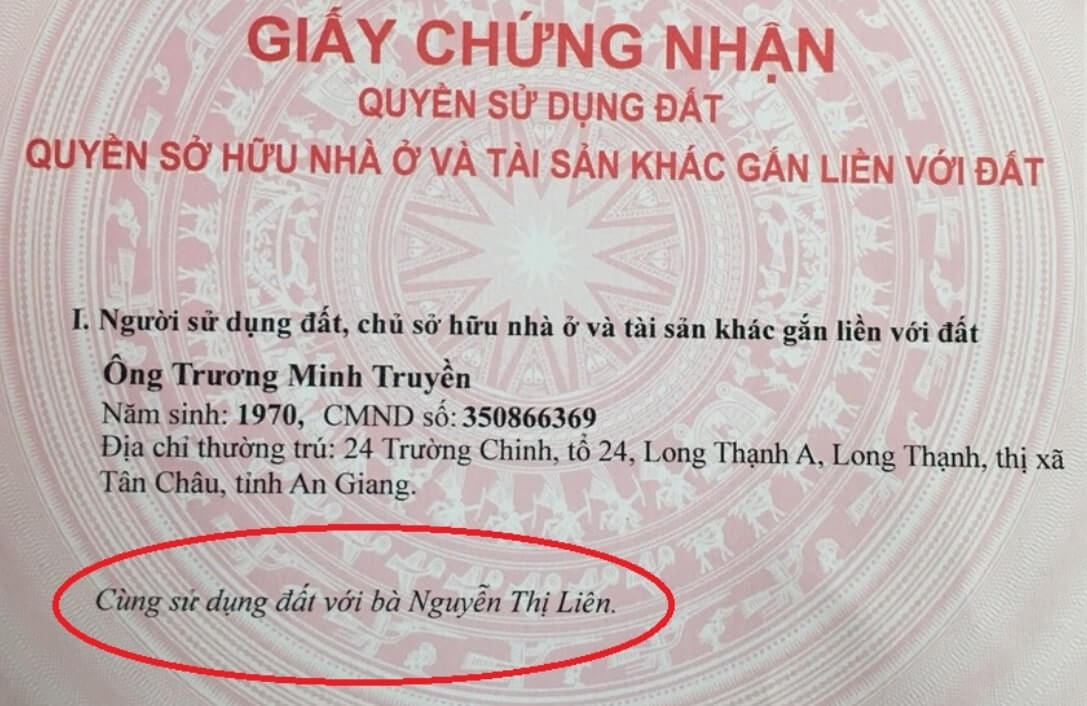 GIẤY CHỨNG NHẬN
QUYỀN SỬ DỤNG ĐẤT
QUYỀN SỞ HỮU NHÀ Ở VÀ TÀI SẢN KHÁC GẮN LIỀN VỚI ĐẤT
I. Người sử dụng đất, chủ sở hữu nhà ở và tài sản khác gắn liền với đất
Ông Trương Minh Truyền
Năm sinh: 1970, CMND số: 350866369
Địa chỉ thường trú: 24 Trường Chinh, tổ 24, Long Thạnh A, Long Thạnh, thị xã
Tân Châu, tỉnh An Giang.
Cùng sử dụng đất với bà Nguyễn Thị Liên.